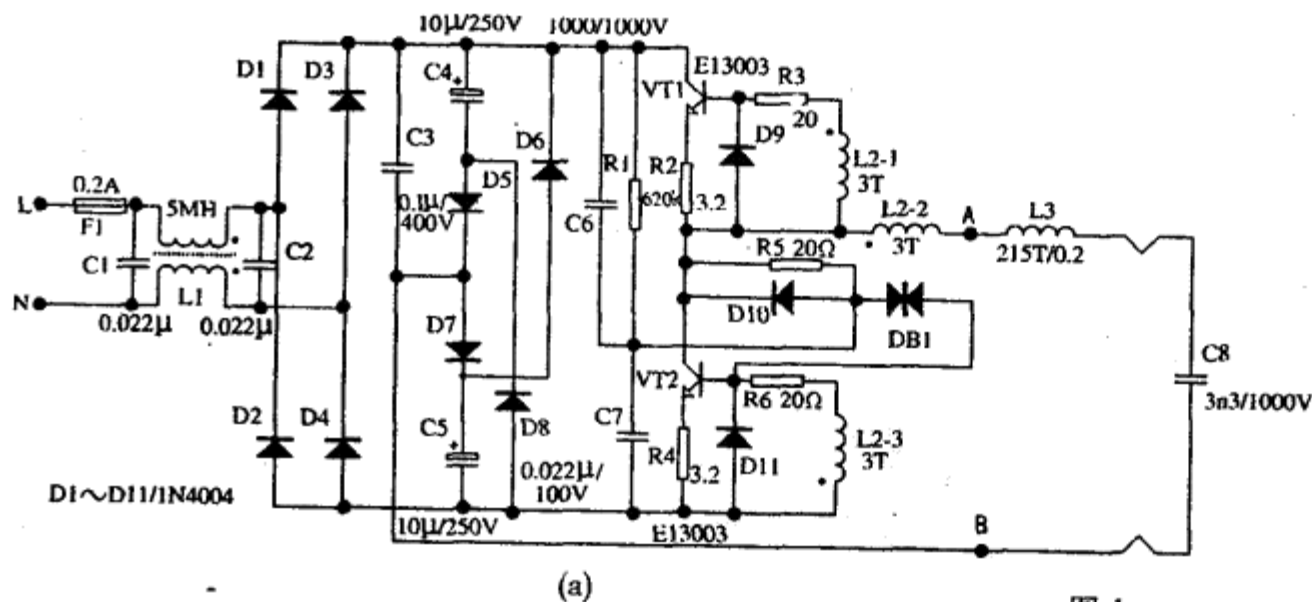 10μ/250V
1000/1000V
D1
D3
C4
+
E13003
VT1
R3
20
D9
L2-1
3T
C3
D6
R1
R2
620k
3.2
D5
0.1μ/
400V
C6
L
0.2A
F1
5MH
C1
C2
L1
N
0.022μ
0.022μ
L2-2
3T
A
L3
215T/0.2
R5 20Ω
D10
DB1
D7
VT2
C8
3n3/1000V
R6 20Ω
D2
D4
C5
+
D8
C7
R4
3.2
D11
L2-3
3T
0.022μ/
100V
D1～D11/1N4004
10μ/250V
E13003
B
(a)